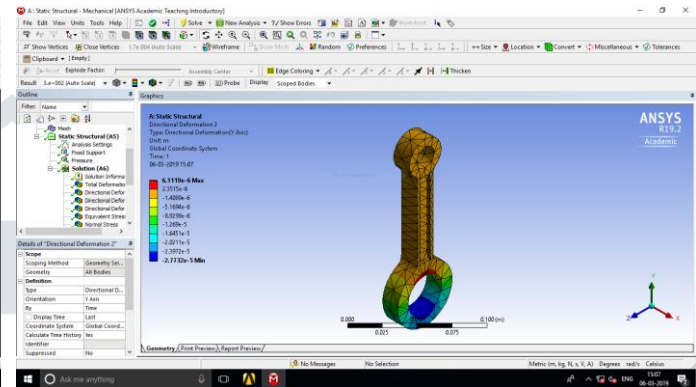 A : Static Structural - Mechanical [ANSYS Academic Teaching Introductory]
File Edit View Units Tools Help
Solve New Analysis ?/ Show Errors Worksheet
Show Vertices Close Vertices 1.7e-004 (Auto Scale) Wireframe Show Mesh Random Preferences Size Location Convert Miscellaneous Tolerances
Clipboard [Empty]
Explode Factor: Assembly Center Edge Coloring Thicken
Result 3.e+002 (Auto Scale) Probe Display Scoped Bodies
Outline
Filter: Name
Mesh
Static Structural (A5)
Analysis Settings
Fixed Support
Pressure
Solution (A6)
Solution Informa
Total Deformatio
Directional Defor
Directional Defor
Directional Defor
Equivalent Stress
Normal Stress
Details of "Directional Deformation 2"
Scope
Scoping Method Geometry Sel...
Geometry All Bodies
Definition
Type Directional D...
Orientation Y Axis
By Time
Display Time Last
Coordinate System Global Coord...
Calculate Time History Yes
Identifier
Suppressed No
Graphics
A: Static Structural
Directional Deformation 2
Type: Directional Deformation(Y Axis)
Unit: m
Global Coordinate System
Time: 1
06-03-2019 15:07
6.1119e-6 Max
2.3515e-6
-1.4089e-6
-5.1694e-6
-8.9298e-6
-1.269e-5
-1.6451e-5
-2.0211e-5
-2.3972e-5
-2.7732e-5 Min
ANSYS
R19.2
Academic
0.000 0.100 (m)
0.025 0.075
Y
Z X
Geometry Print Preview Report Preview
No Messages No Selection Metric (m, kg, N, s, V, A) Degrees rad/s Celsius
Ask me anything
ENG 15:07
06-03-2019